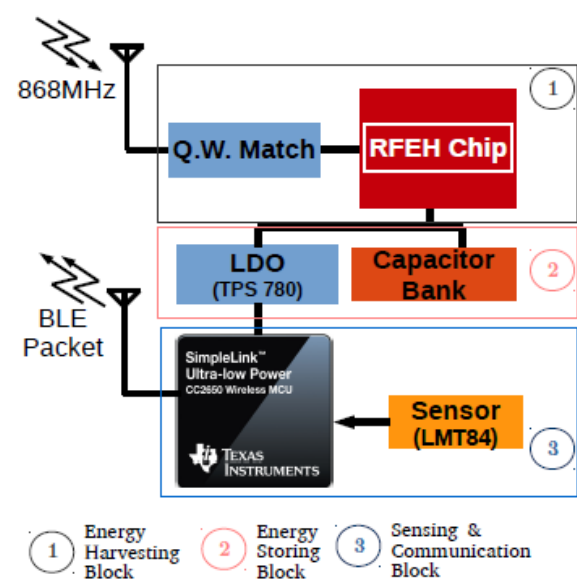 868MHz
1
Q.W. Match
RFEH Chip
LDO
(TPS 780)
Capacitor
Bank
2
BLE
Packet
SimpleLink™
Ultra-low Power
CC2650 Wireless MCU
TEXAS
INSTRUMENTS
Sensor
(LMT84)
3
1
Energy
Harvesting
Block
2
Energy
Storing
Block
3
Sensing &
Communication
Block